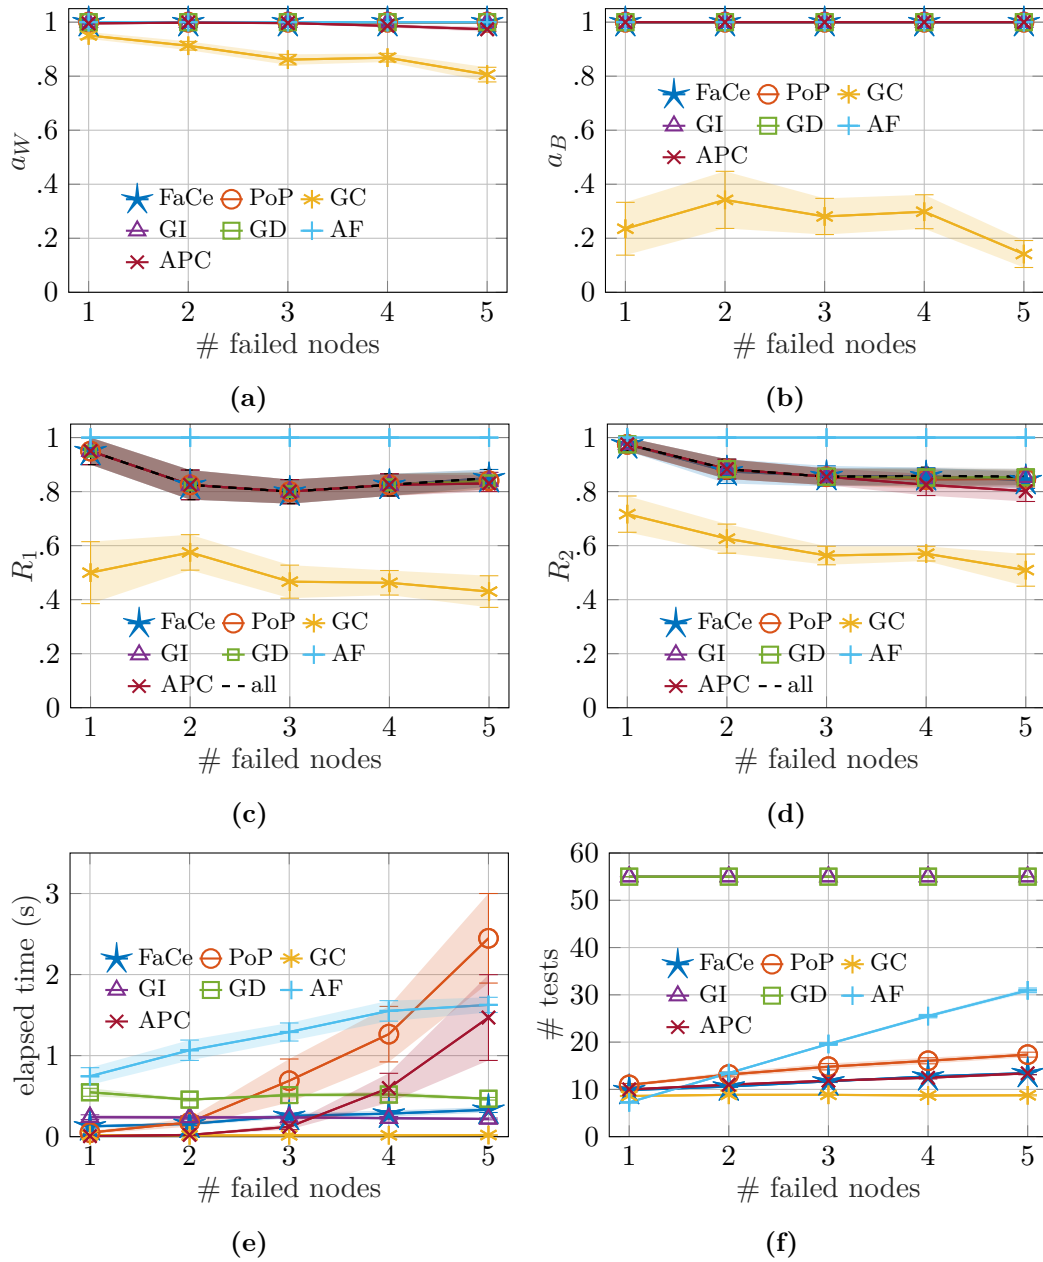 1
.8
.6
.4
.2
0
a_W
FaCe PoP GC
GI GD AF
APC
1 2 3 4 5
# failed nodes
(a)
1
.8
.6
.4
.2
0
a_B
FaCe PoP GC
GI GD AF
APC
1 2 3 4 5
# failed nodes
(b)
1
.8
.6
.4
.2
0
R_1
FaCe PoP GC
GI GD AF
APC all
1 2 3 4 5
# failed nodes
(c)
1
.8
.6
.4
.2
0
R_2
FaCe PoP GC
GI GD AF
APC all
1 2 3 4 5
# failed nodes
(d)
3
2
1
0
elapsed time (s)
FaCe PoP GC
GI GD AF
APC
1 2 3 4 5
# failed nodes
(e)
60
50
40
30
20
10
0
# tests
FaCe PoP GC
GI GD AF
APC
1 2 3 4 5
# failed nodes
(f)